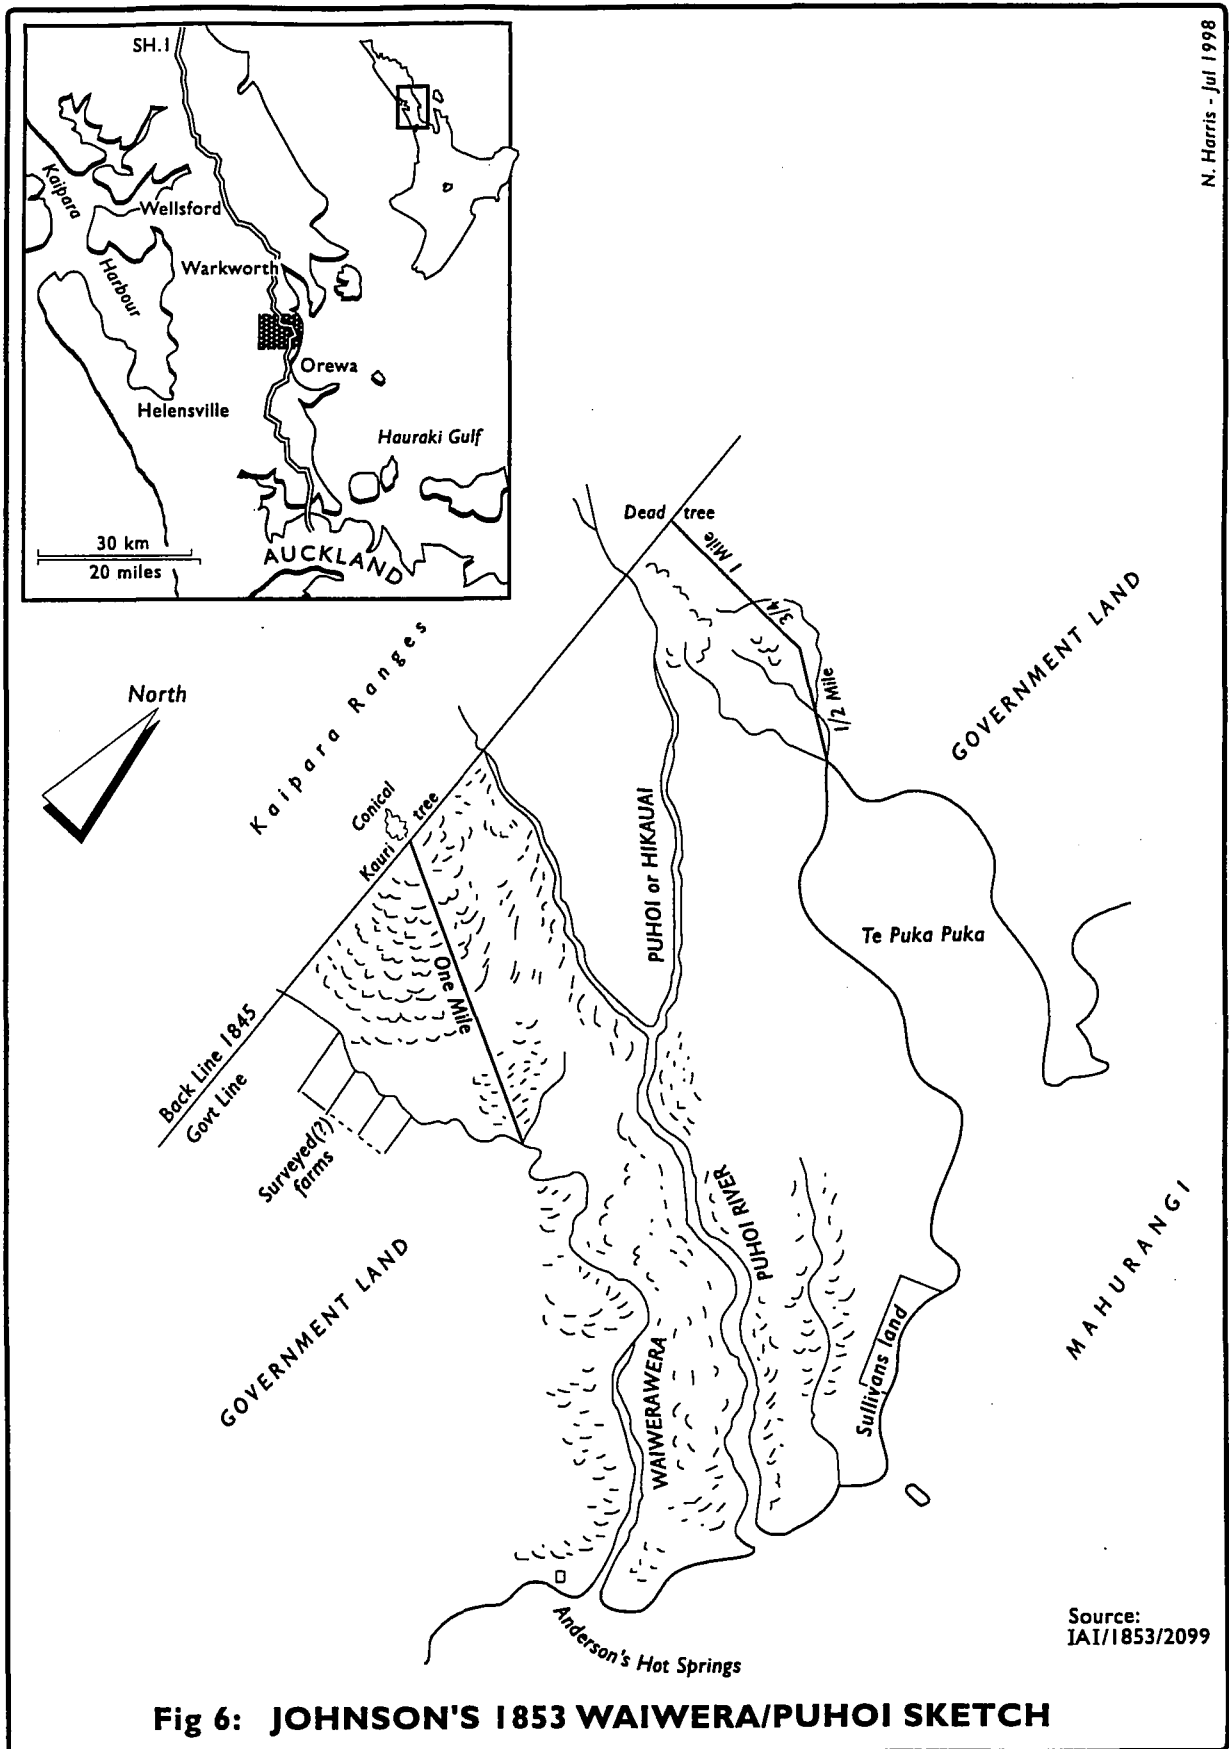 N. Harris - Jul 1998
SH.1
Kaipara
Harbour
Wellsford
Warkworth
Orewa
Helensville
Hauraki Gulf
30 km
20 miles
AUCKLAND
North
Kaipara Ranges
Dead tree
1 Mile
3/4
1/2 Mile
GOVERNMENT LAND
Conical
Kauri tree
PUHOI or HIKAUAI
Te Puka Puka
One Mile
Back Line 1845
Govt Line
Surveyed(?)
farms
PUHOI RIVER
MAHURANGI
GOVERNMENT LAND
Sullivans land
WAIWERAWERA
Anderson's Hot Springs
Source:
IAI/1853/2099
Fig 6: JOHNSON'S 1853 WAIWERA/PUHOI SKETCH